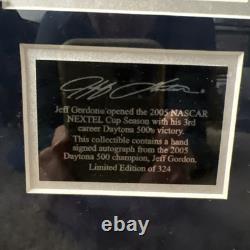 Jeff Gordon® opened the 2005 NASCAR
NEXTEL Cup Season with his 3rd
career Daytona 500® victory.
This collectible contains a hand
signed autograph from the 2005
Daytona 500 champion, Jeff Gordon.
Limited Edition of 324